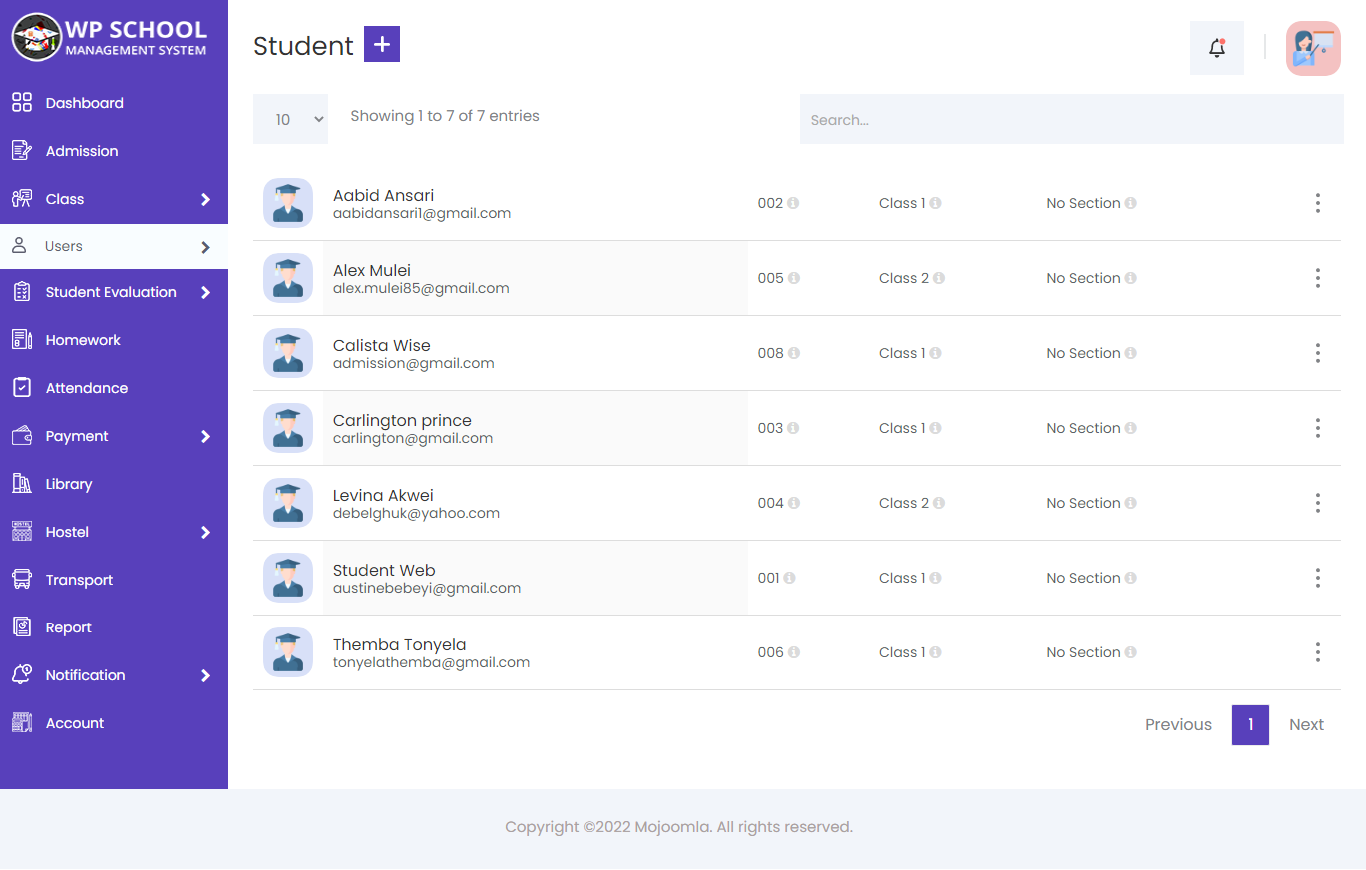 WP SCHOOL
MANAGEMENT SYSTEM
Dashboard
Admission
Class
Users
Student Evaluation
Homework
Attendance
Payment
Library
HOSTEL
Hostel
Transport
Report
Notification
Account
Student +
10
Showing 1 to 7 of 7 entries
Search...
Aabid Ansari
aabidansari1@gmail.com
002 Class 1 No Section
Alex Mulei
alex.mulei85@gmail.com
005 Class 2 No Section
Calista Wise
admission@gmail.com
008 Class 1 No Section
Carlington prince
carlington@gmail.com
003 Class 1 No Section
Levina Akwei
debelghuk@yahoo.com
004 Class 2 No Section
Student Web
austinebebeyi@gmail.com
001 Class 1 No Section
Themba Tonyela
tonyelathemba@gmail.com
006 Class 1 No Section
Previous 1 Next
Copyright ©2022 Mojoomla. All rights reserved.